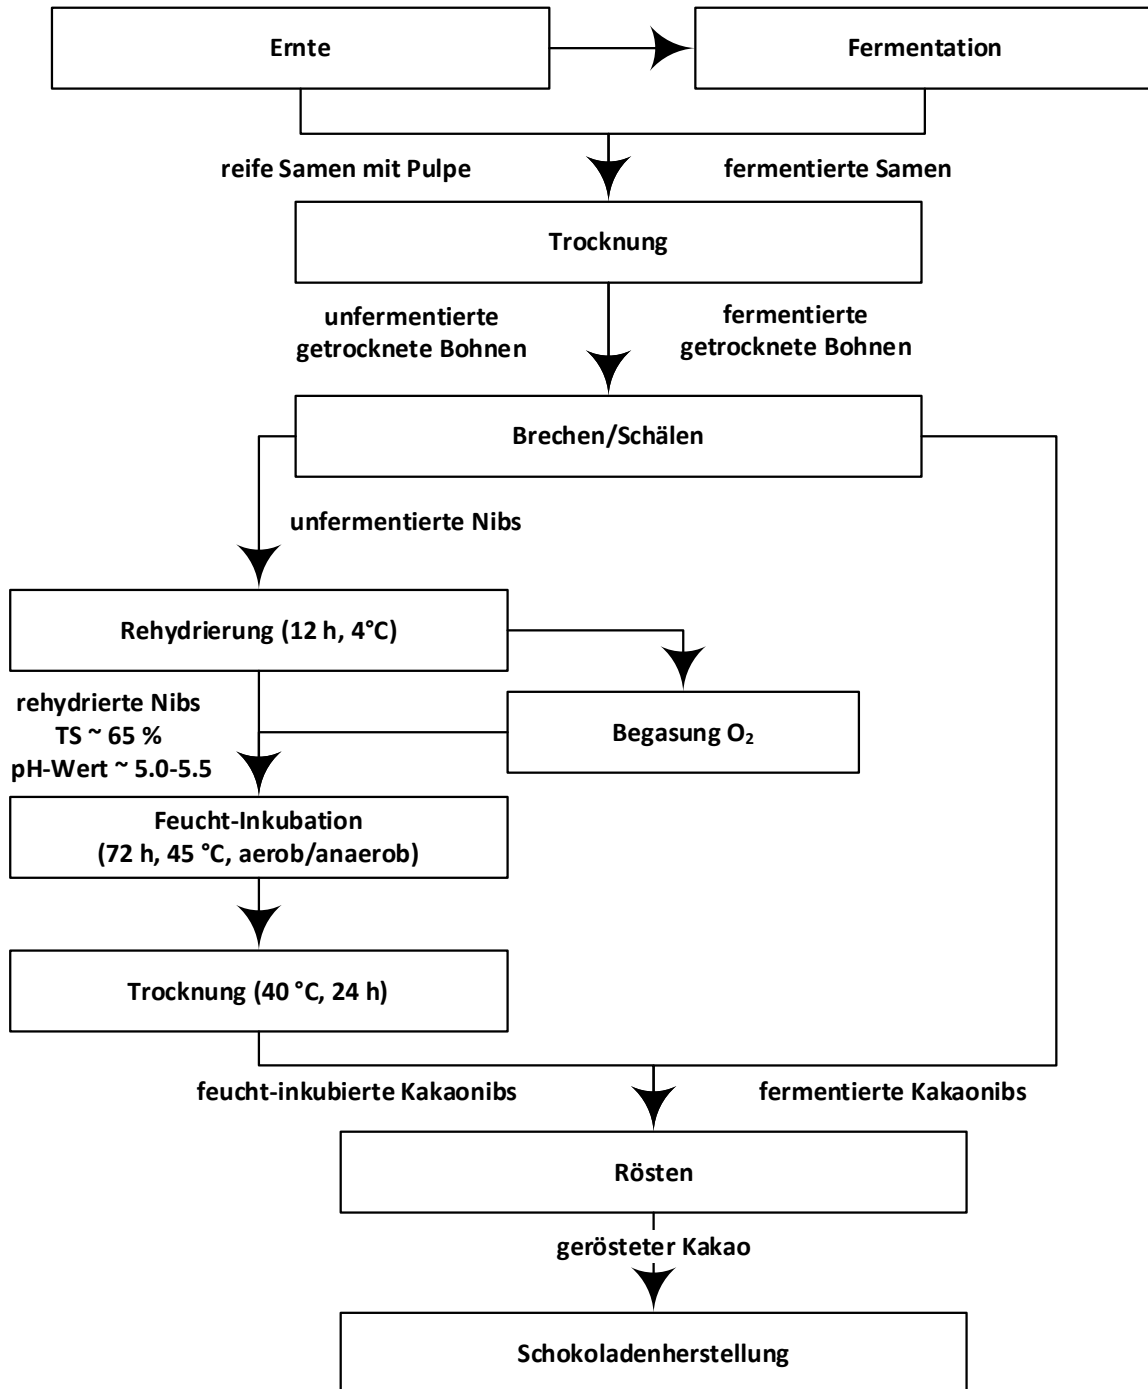 Ernte
Fermentation
reife Samen mit Pulpe
fermentierte Samen
Trocknung
unfermentierte
getrocknete Bohnen
fermentierte
getrocknete Bohnen
Brechen/Schälen
unfermentierte Nibs
Rehydrierung (12 h, 4°C)
rehydrierte Nibs
TS ~ 65 %
pH-Wert ~ 5.0-5.5
Begasung O₂
Feucht-Inkubation
(72 h, 45 °C, aerob/anaerob)
Trocknung (40 °C, 24 h)
feucht-inkubierte Kakaonibs
fermentierte Kakaonibs
Rösten
gerösteter Kakao
Schokoladenherstellung